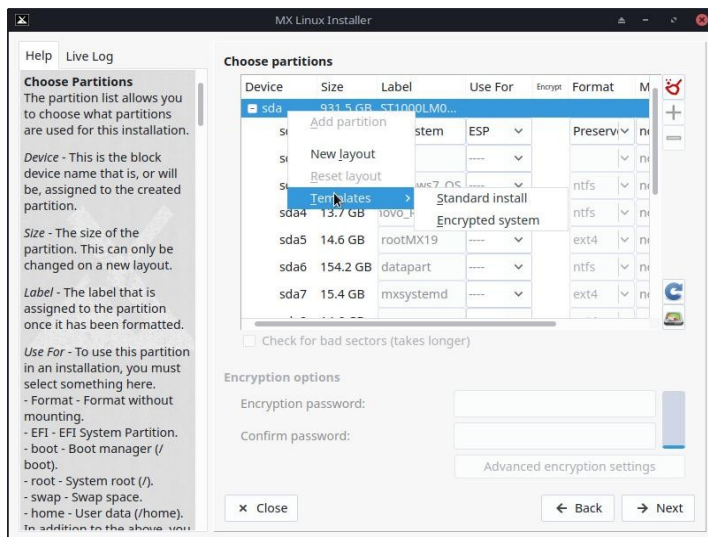 MX Linux Installer
Help
Live Log
Choose Partitions
The partition list allows you
to choose what partitions
are used for this installation.
Device - This is the block
device name that is, or will
be, assigned to the created
partition.
Size - The size of the
partition. This can only be
changed on a new layout.
Label - The label that is
assigned to the partition
once it has been formatted.
Use For - To use this partition
in an installation, you must
select something here.
- Format - Format without
mounting.
- EFI - EFI System Partition.
- boot - Boot manager (/
boot).
- root - System root (/).
- swap - Swap space.
- home - User data (/home).
In addition to the above, you
Choose partitions
Device Size Label Use For Encrypt Format M
sda 931.5 GB ST1000LM0...
stem ESP Preserv
----
ws7_OS ---- ntfs
sda4 13.7 GB ntfs
sda5 14.6 GB rootMX19 ---- ext4
sda6 154.2 GB datapart ---- ntfs
sda7 15.4 GB mxsystemd ---- ext4
Add partition
New layout
Reset layout
Templates
Standard install
Encrypted system
Check for bad sectors (takes longer)
Encryption options
Encryption password:
Confirm password:
Advanced encryption settings
Close
Back
Next